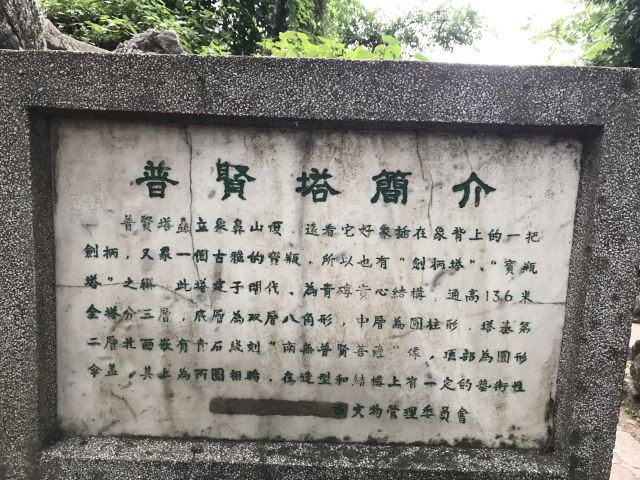 普賢塔簡介
普賢塔矗立象鼻山頂，遠看它好象插在象背上的一把
劍柄，又象一個古雅的寶瓶，所以也有“劍柄塔”、“寶瓶
塔”之稱 此塔建于明代、為青磚實心結構，通高13.6米
全塔分三層，底層為双層八角形，中層為圓柱形，塔基第
二層北面嵌有青石綫刻“南無普賢菩薩”像，頂部為圓形
傘蓋，其上為兩圈相輪，在造型和結構上有一定的藝術性
市文物管理委員會